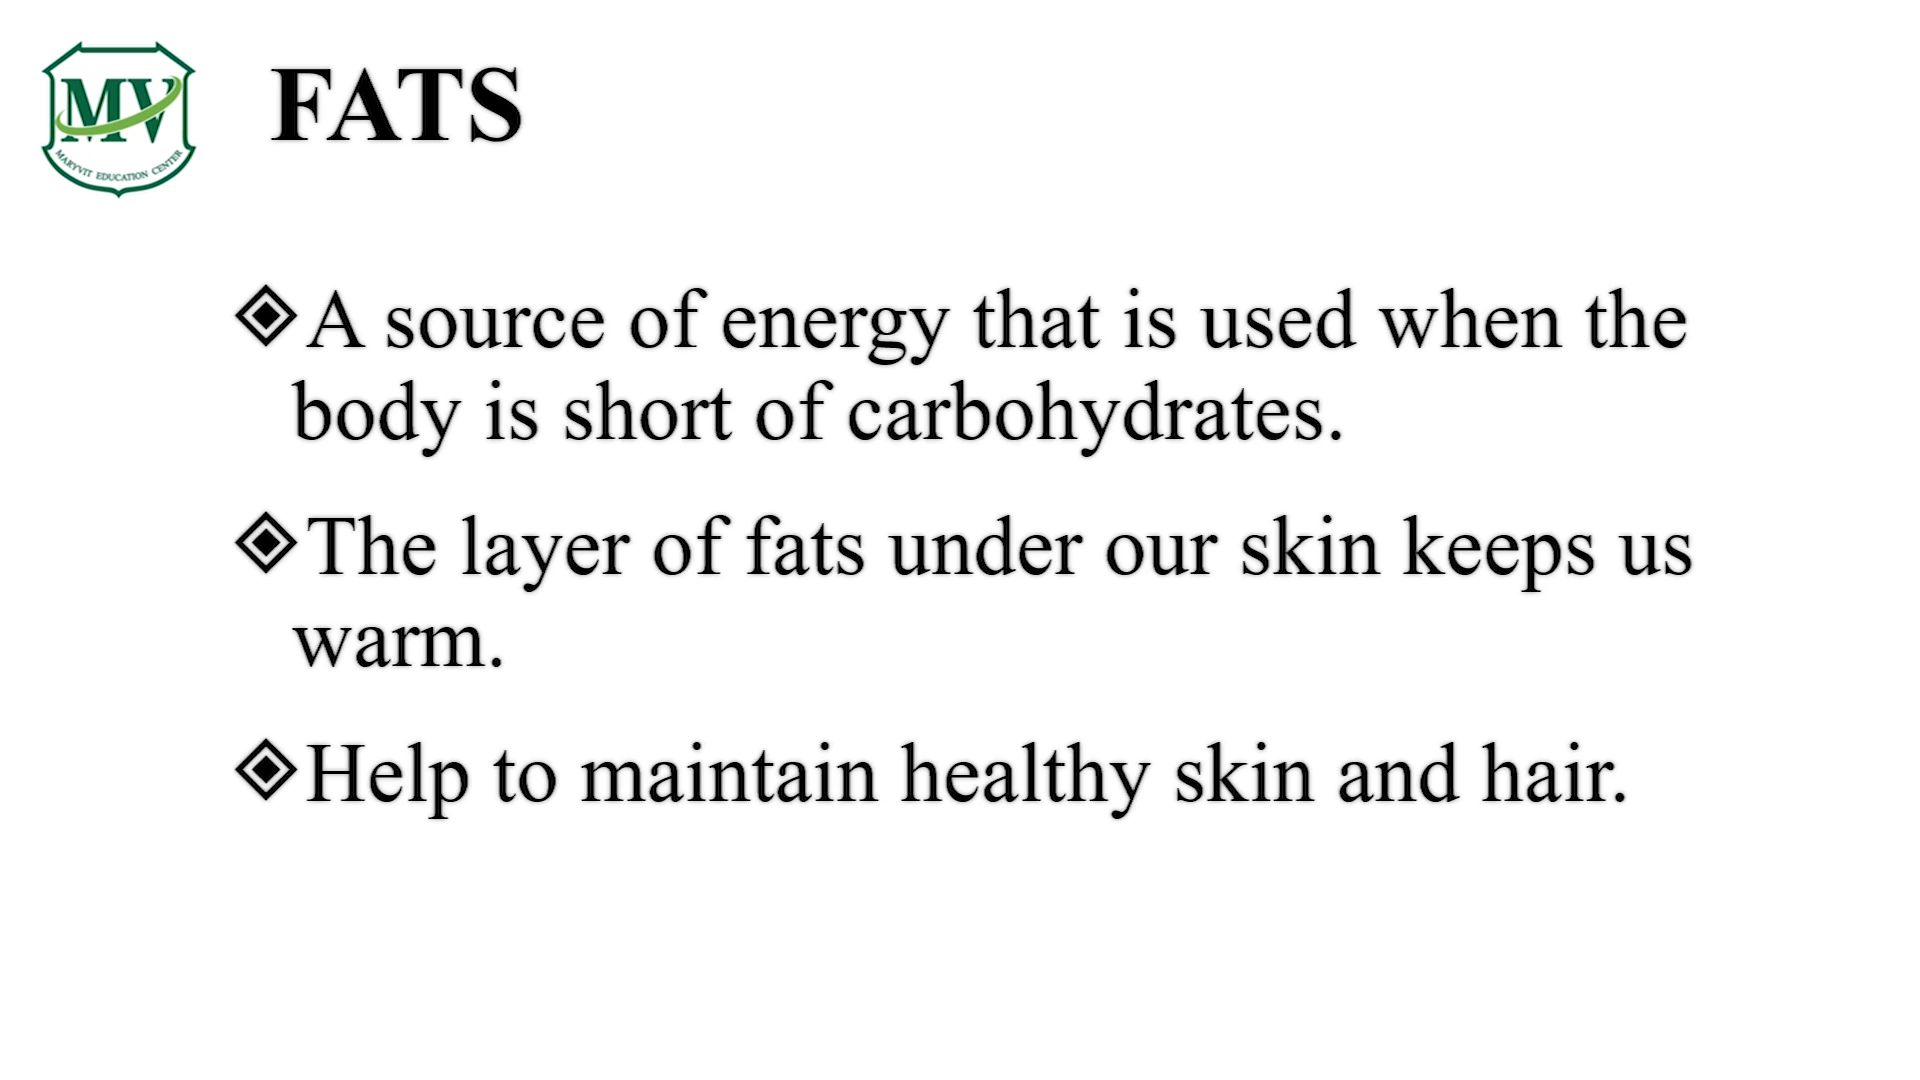 MV
MARYVIT EDUCATION CENTER
FATS
A source of energy that is used when the
body is short of carbohydrates.
The layer of fats under our skin keeps us
warm.
Help to maintain healthy skin and hair.